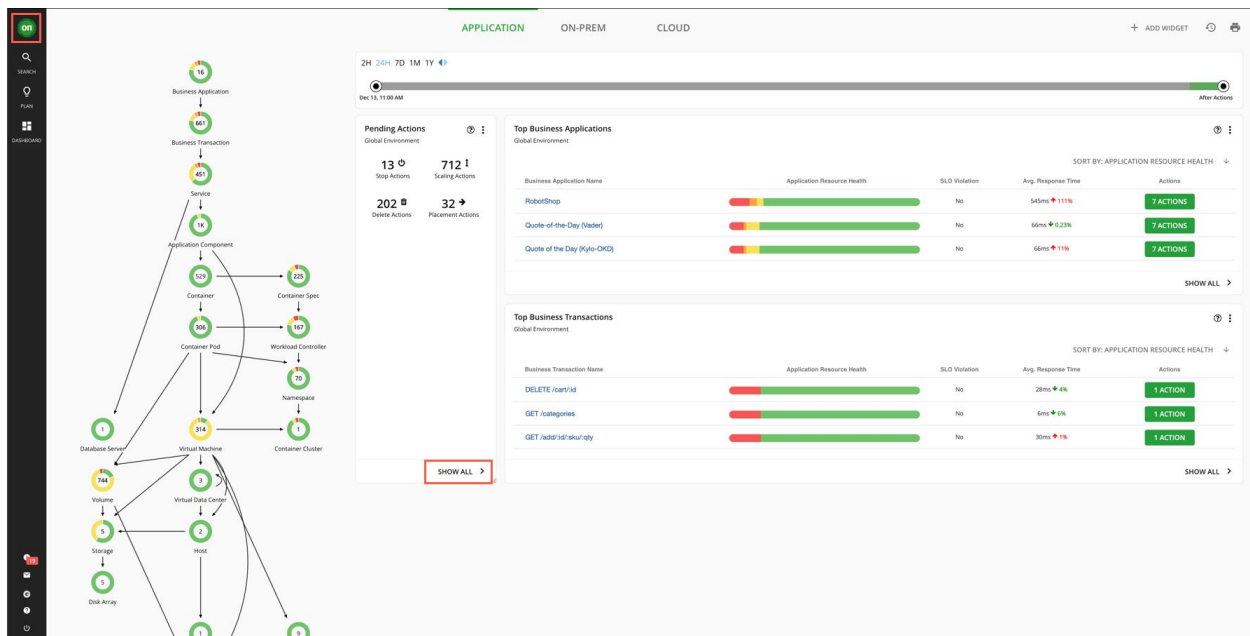 on
SEARCH
PLAN
DASHBOARD
19
APPLICATION ON-PREM CLOUD
+ ADD WIDGET
16
Business Application
661
Business Transaction
451
Service
1K
Application Component
529
Container
225
Container Spec
306
Container Pod
167
Workload Controller
70
Namespace
1
Database Server
314
Virtual Machine
1
Container Cluster
744
Volume
3
Virtual Data Center
5
Storage
2
Host
5
Disk Array
1
9
2H 24H 7D 1M 1Y
Dec 13, 11:00 AM
After Actions
Pending Actions
Global Environment
13
Stop Actions
712
Scaling Actions
202
Delete Actions
32
Placement Actions
SHOW ALL >
Top Business Applications
Global Environment
SORT BY: APPLICATION RESOURCE HEALTH
Business Application Name Application Resource Health SLO Violation Avg. Response Time Actions
RobotShop No 545ms 111% 7 ACTIONS
Quote-of-the-Day (Vader) No 66ms 0.23% 7 ACTIONS
Quote of the Day (Kylo-OKD) No 66ms 11% 7 ACTIONS
SHOW ALL >
Top Business Transactions
Global Environment
SORT BY: APPLICATION RESOURCE HEALTH
Business Transaction Name Application Resource Health SLO Violation Avg. Response Time Actions
DELETE /cart/:id No 28ms 4% 1 ACTION
GET /categories No 6ms 6% 1 ACTION
GET /add/:id/:sku/:qty No 30ms 1% 1 ACTION
SHOW ALL >